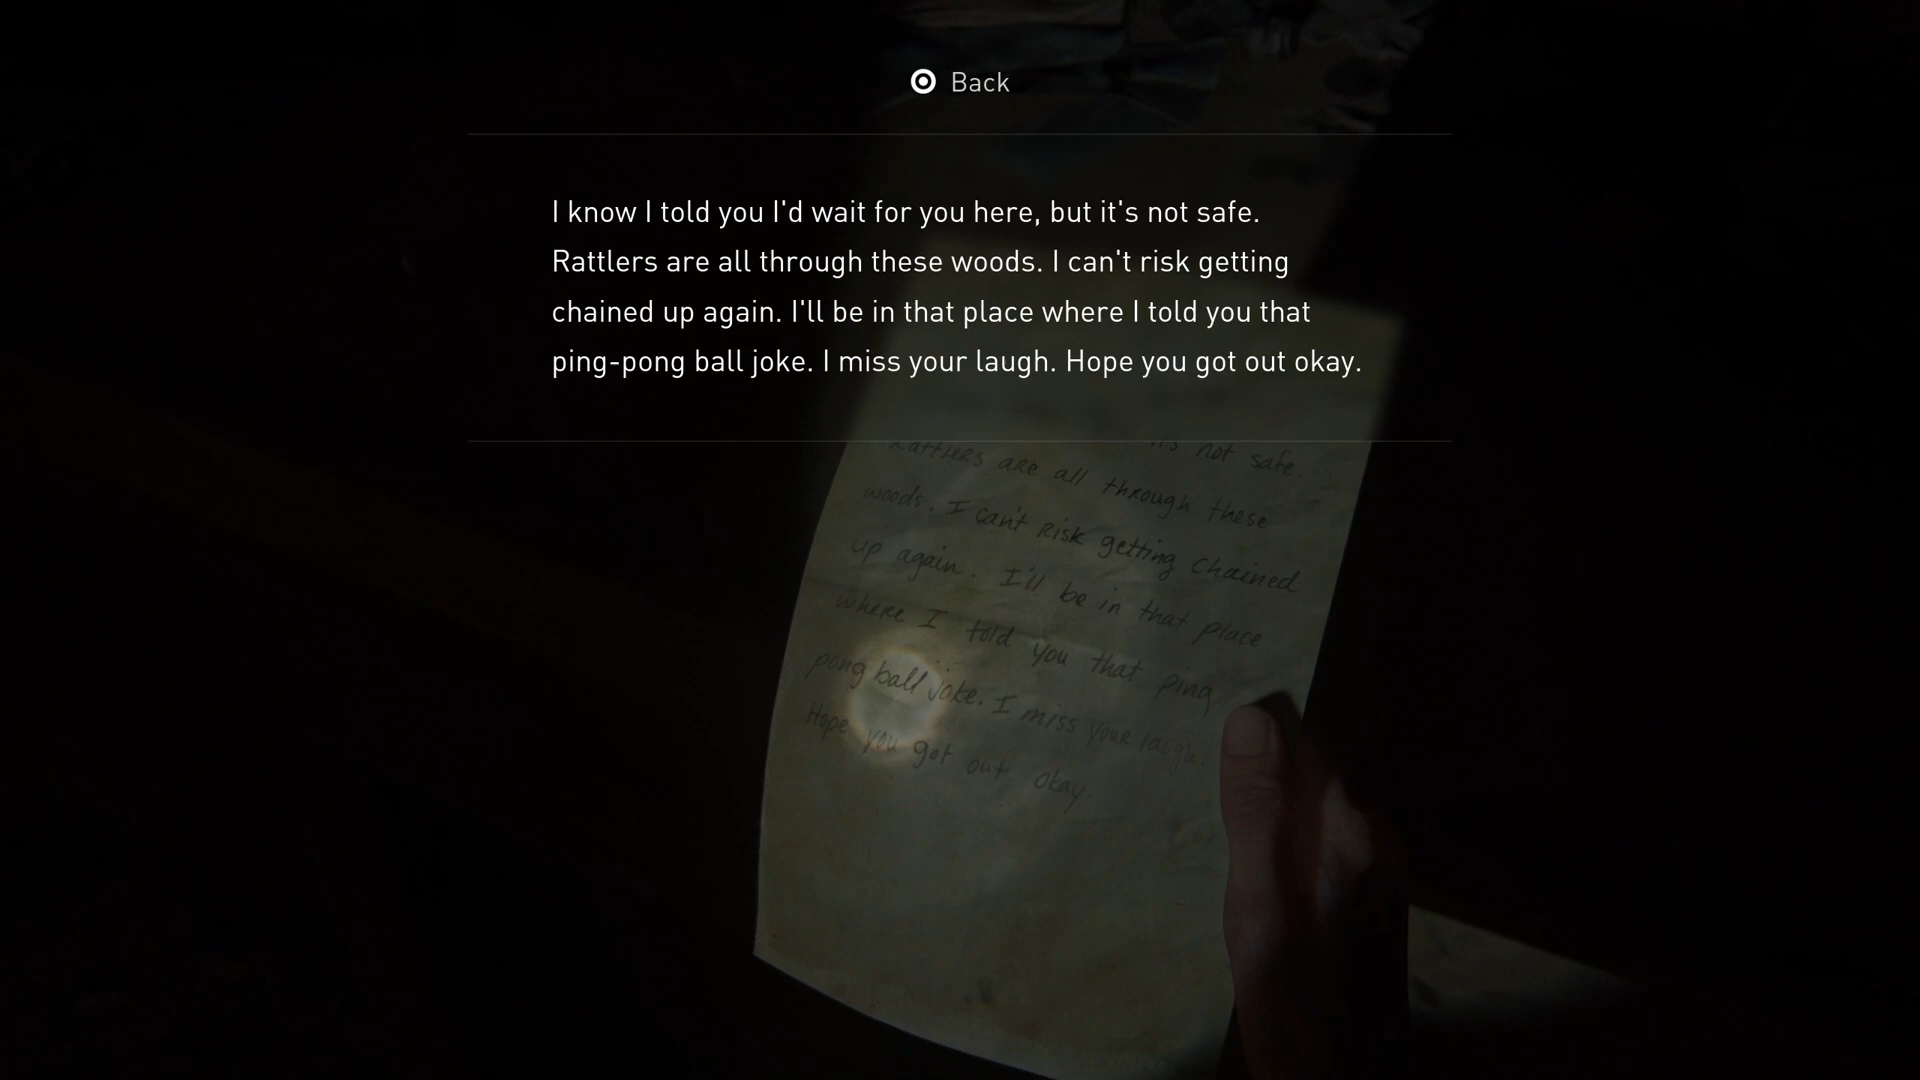 Back
I know I told you I'd wait for you here, but it's not safe.
Rattlers are all through these woods. I can't risk getting
chained up again. I'll be in that place where I told you that
ping-pong ball joke. I miss your laugh. Hope you got out okay.
it's not safe.
Rattlers are all through these
woods. I can't risk getting chained
up again. I'll be in that place
where I told you that ping
pong ball joke. I miss your laugh.
Hope you got out okay.